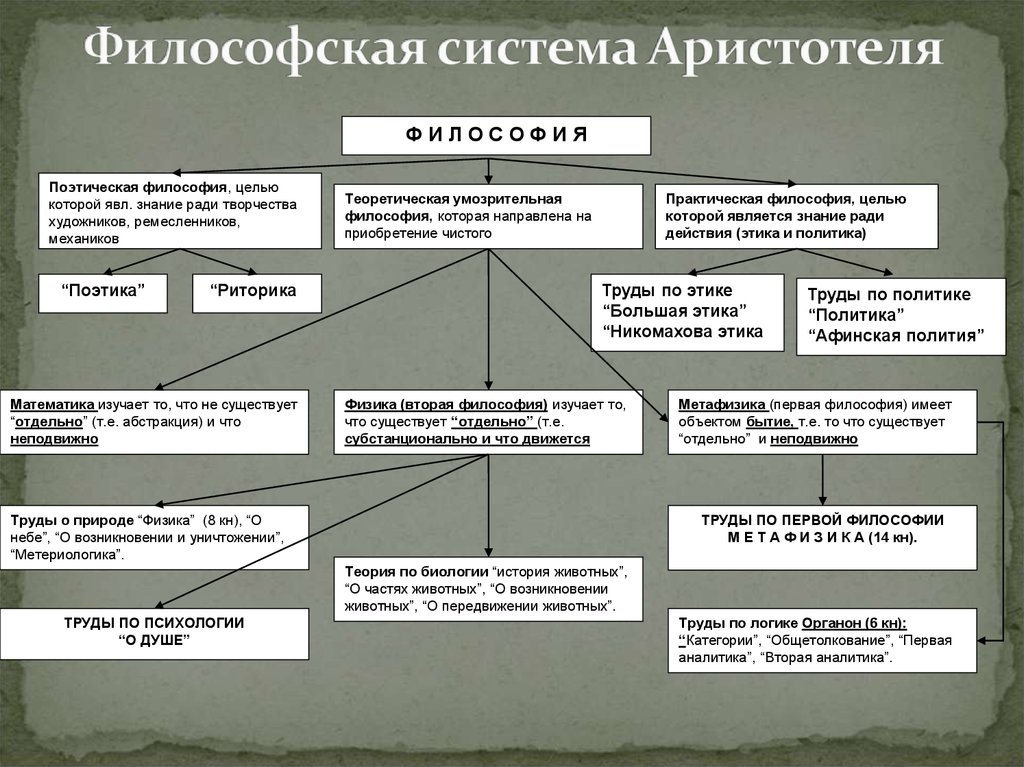 Философская система Аристотеля
Ф И Л О С О Ф И Я
Поэтическая философия, целью
которой явл. знание ради творчества
художников, ремесленников,
механиков
Теоретическая умозрительная
философия, которая направлена на
приобретение чистого
Практическая философия, целью
которой является знание ради
действия (этика и политика)
“Поэтика”
“Риторика
Труды по этике
“Большая этика”
“Никомахова этика
Труды по политике
“Политика”
“Афинская полития”
Математика изучает то, что не существует
“отдельно” (т.е. абстракция) и что
неподвижно
Физика (вторая философия) изучает то,
что существует “отдельно” (т.е.
субстанционально и что движется
Метафизика (первая философия) имеет
объектом бытие, т.е. то что существует
“отдельно” и неподвижно
Труды о природе “Физика” (8 кн), “О
небе”, “О возникновении и уничтожении”,
“Метериологика”.
ТРУДЫ ПО ПЕРВОЙ ФИЛОСОФИИ
М Е Т А Ф И З И К А (14 кн).
Теория по биологии “история животных”,
“О частях животных”, “О возникновении
животных”, “О передвижении животных”.
ТРУДЫ ПО ПСИХОЛОГИИ
“О ДУШЕ”
Труды по логике Органон (6 кн):
“Категории”, “Общетолкование”, “Первая
аналитика”, “Вторая аналитика”.